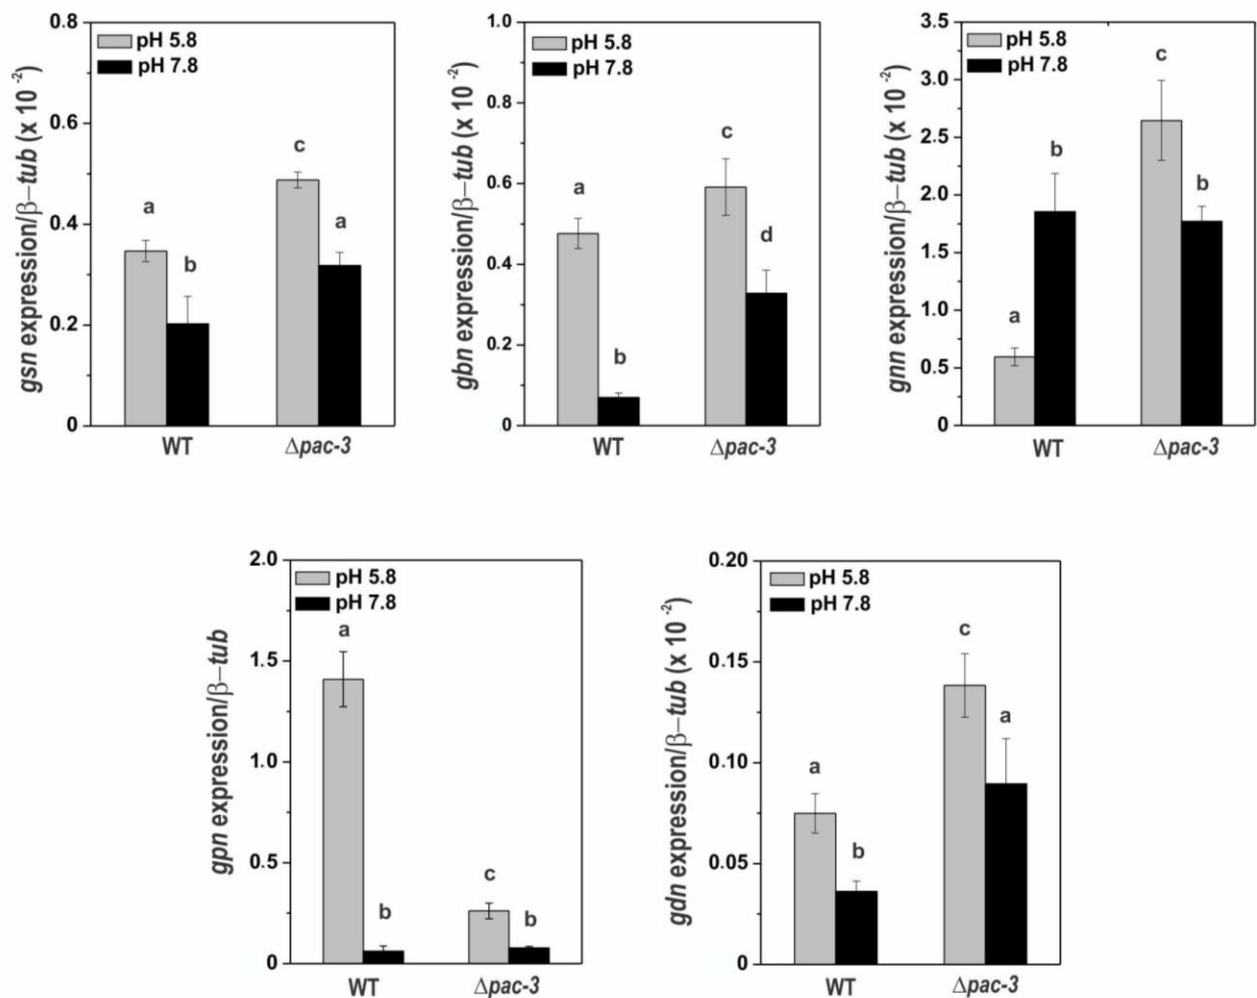 gsn expression/β–tub (x 10⁻²)
0.8
0.6
0.4
0.2
0
pH 5.8
pH 7.8
a
b
c
a
WT
Δpac-3
gbn expression/β–tub (x 10⁻²)
1.0
0.8
0.6
0.4
0.2
0
pH 5.8
pH 7.8
a
b
c
d
WT
Δpac-3
gnn expression/β–tub (x 10⁻²)
3.5
3.0
2.5
2.0
1.5
1.0
0.5
0
pH 5.8
pH 7.8
a
b
c
b
WT
Δpac-3
gpn expression/β–tub
2.0
1.5
1.0
0.5
0
pH 5.8
pH 7.8
a
b
c
b
WT
Δpac-3
gdn expression/β–tub (x 10⁻²)
0.20
0.15
0.10
0.05
0
pH 5.8
pH 7.8
a
b
c
a
WT
Δpac-3